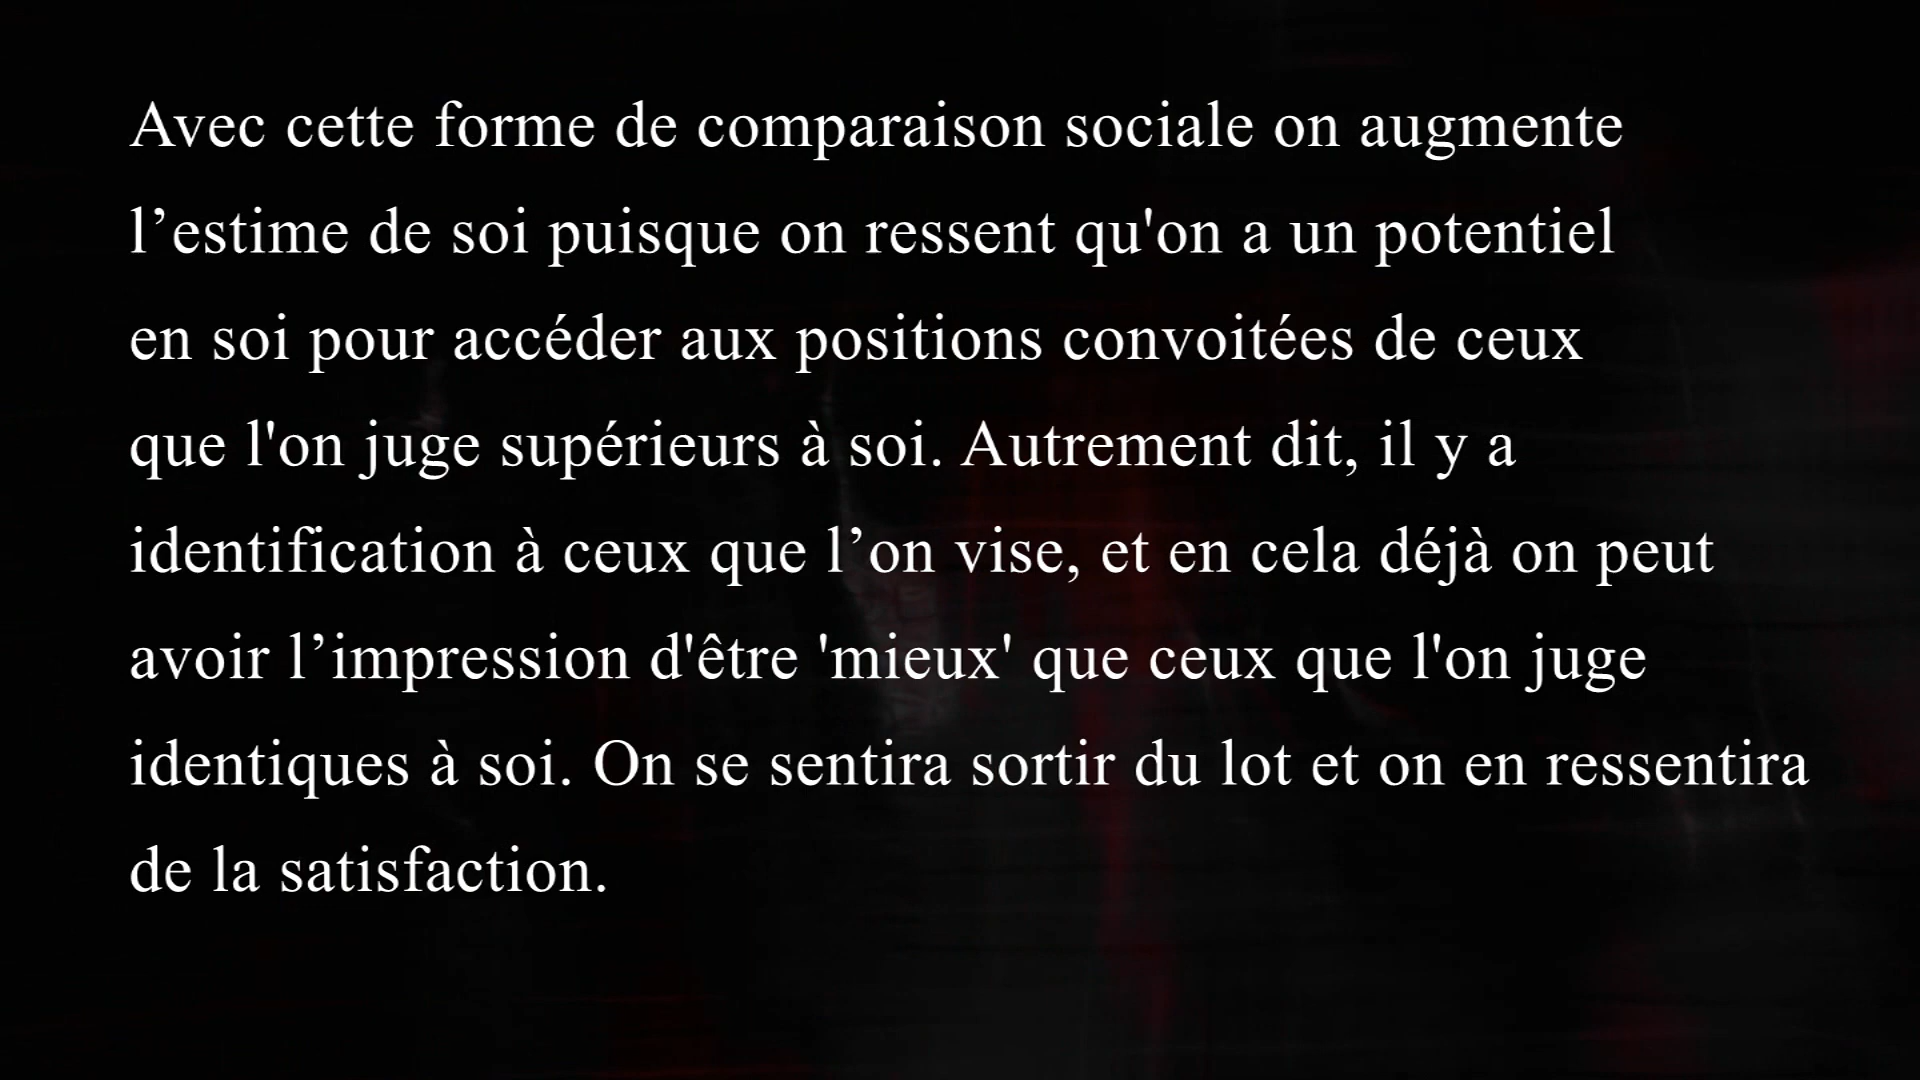 Avec cette forme de comparaison sociale on augmente
l’estime de soi puisque on ressent qu'on a un potentiel
en soi pour accéder aux positions convoitées de ceux
que l'on juge supérieurs à soi. Autrement dit, il y a
identification à ceux que l’on vise, et en cela déjà on peut
avoir l’impression d'être 'mieux' que ceux que l'on juge
identiques à soi. On se sentira sortir du lot et on en ressentira
de la satisfaction.